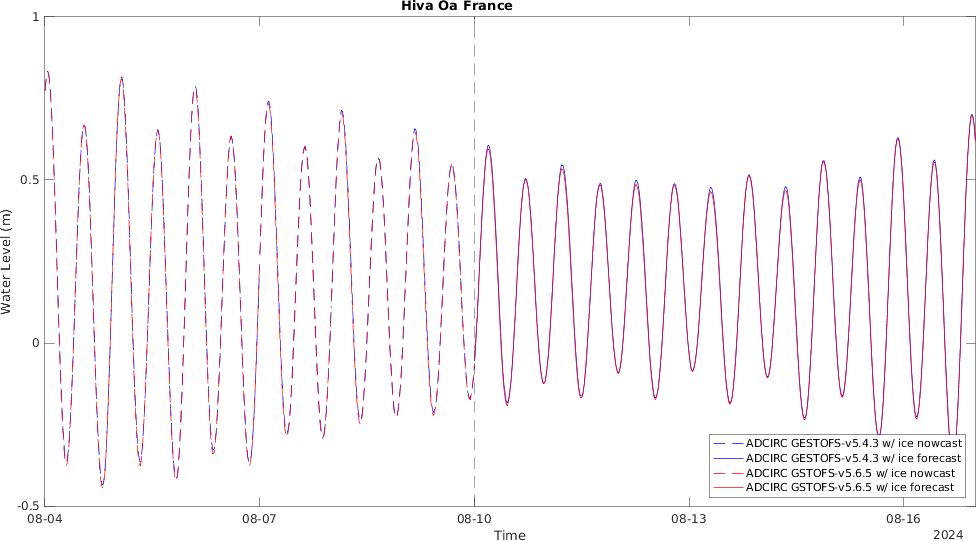 Hiva Oa France
1
0.5
0
-0.5
Water Level (m)
08-04 08-07 08-10 08-13 08-16
Time
2024
ADCIRC GESTOFS-v5.4.3 w/ ice nowcast
ADCIRC GESTOFS-v5.4.3 w/ ice forecast
ADCIRC GSTOFS-v5.6.5 w/ ice nowcast
ADCIRC GSTOFS-v5.6.5 w/ ice forecast